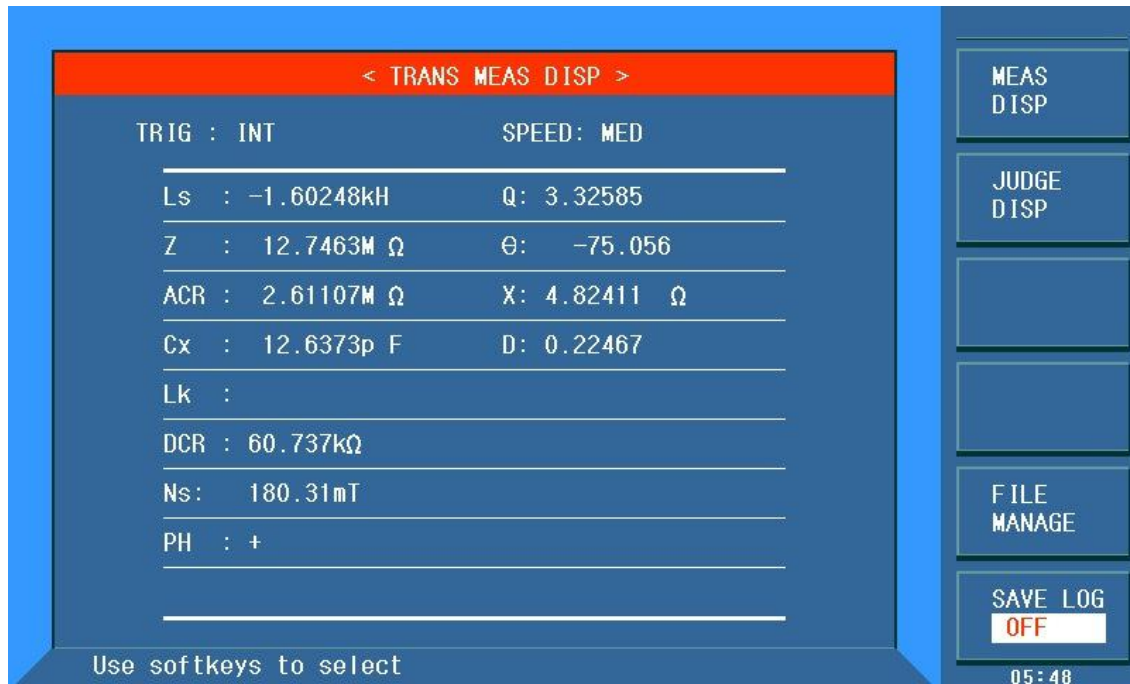 < TRANS MEAS DISP >
TRIG : INT SPEED: MED
Ls : -1.60248kH Q: 3.32585
Z : 12.7463M Ω θ: -75.056
ACR : 2.61107M Ω X: 4.82411 Ω
Cx : 12.6373p F D: 0.22467
Lk :
DCR : 60.737kΩ
Ns: 180.31mT
PH : +
Use softkeys to select
MEAS
DISP
JUDGE
DISP
FILE
MANAGE
SAVE LOG
OFF
05:48